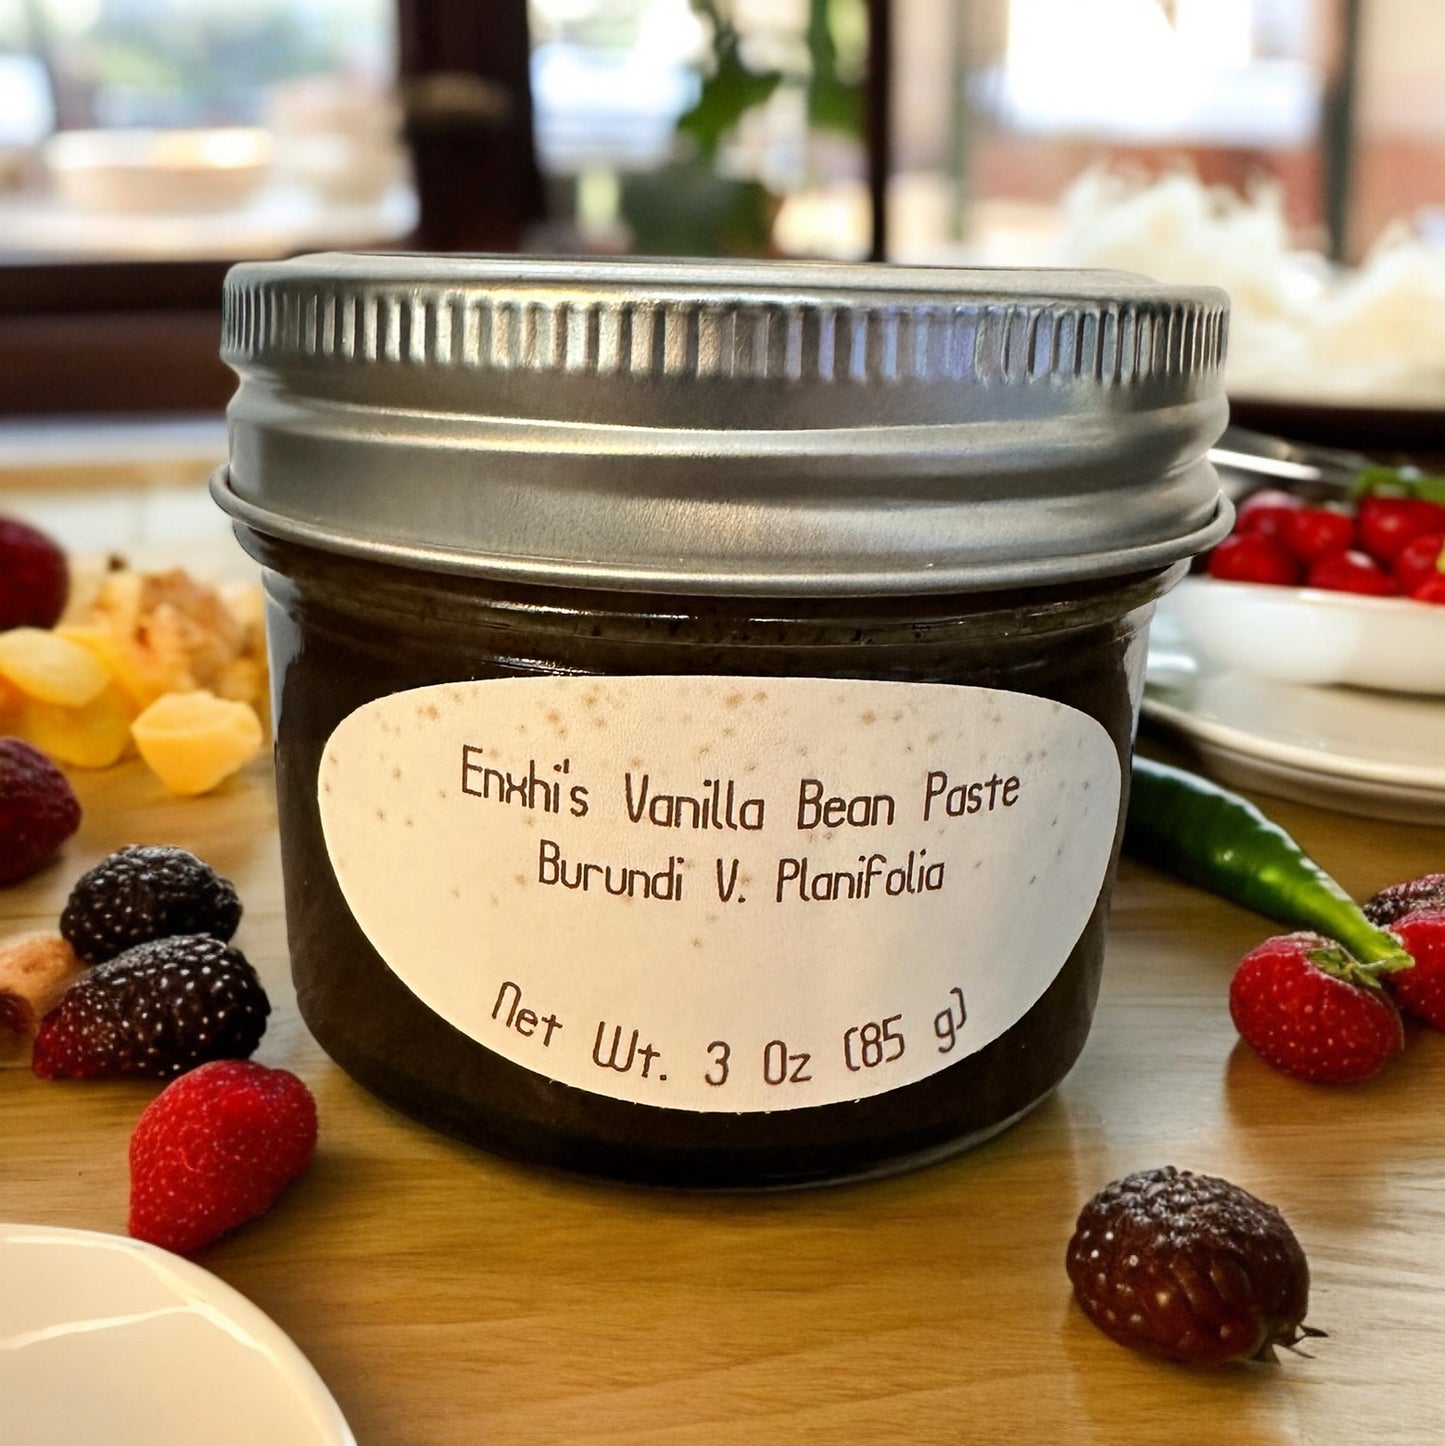 Enxhi's Vanilla Bean Paste
Burundi V. Planifolia
Net Wt. 3 Oz (85 g)